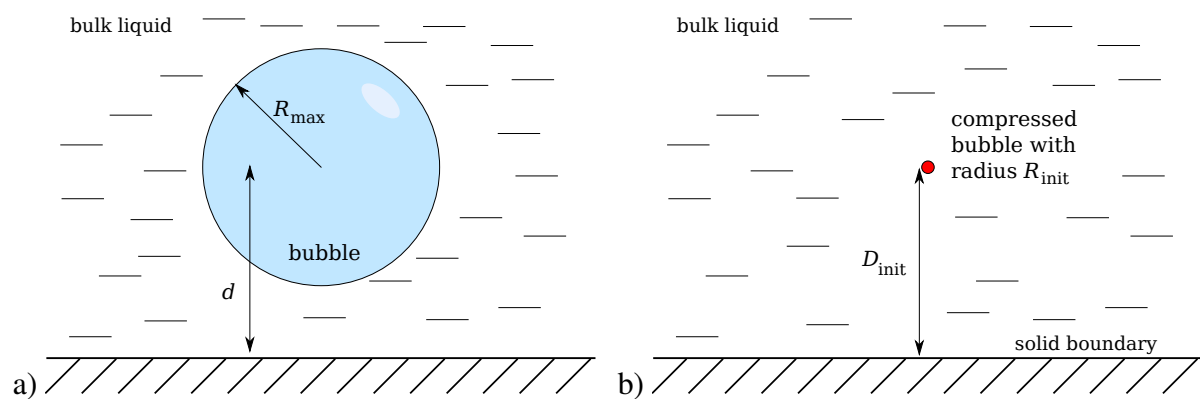 bulk liquid
R_max
bubble
d
a)
bulk liquid
compressed
bubble with
radius R_init
D_init
solid boundary
b)